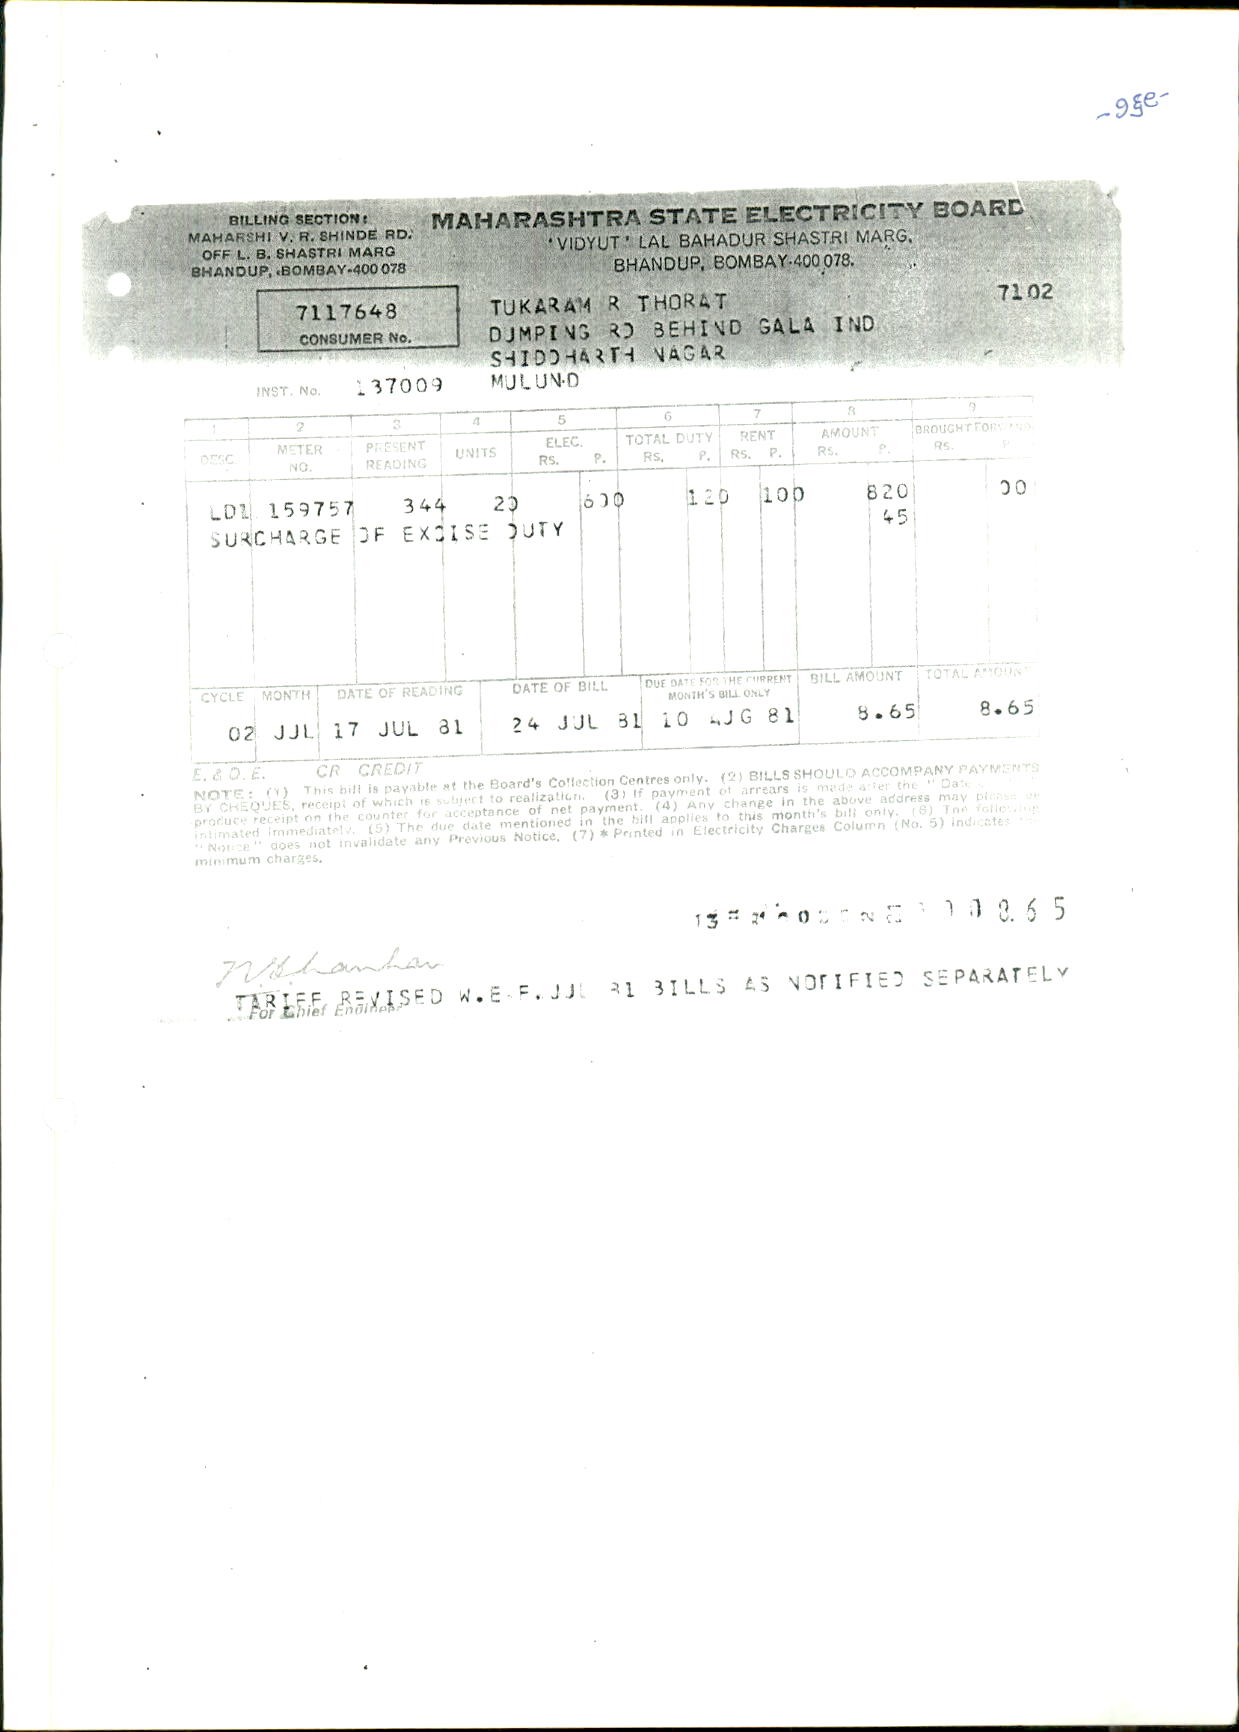 BILLING SECTION:
MAHARSHI V. R. SHINDE RD.
OFF L. B. SHASTRI MARG
BHANDUP, BOMBAY-400 078
MAHARASHTRA STATE ELECTRICITY BOARD
'VIDYUT' LAL BAHADUR SHASTRI MARG,
BHANDUP, BOMBAY-400 078.
7117648
CONSUMER No.
7102
TUKARAM R THORAT
DUMPING RD BEHIND GALA IND
SHIDDHARTH NAGAR
MULUND
INST. No. 137009
1 2 3 4 5 6 7 8 9
DESC. METER NO. PRESENT READING UNITS ELEC. Rs. P. TOTAL DUTY Rs. P. RENT Rs. P. AMOUNT Rs. P. BROUGHT FORWARD Rs. P.
LD1 159757 344 20 600 120 100 820 00
45
SURCHARGE OF EXCISE DUTY
CYCLE MONTH DATE OF READING DATE OF BILL DUE DATE FOR THE CURRENT MONTH'S BILL ONLY BILL AMOUNT TOTAL AMOUNT
02 JUL 17 JUL 81 24 JUL 81 10 AUG 81 8.65 8.65
E. & O. E. CR CREDIT
NOTE: (1) This bill is payable at the Board's Collection Centres only. (2) BILLS SHOULD ACCOMPANY PAYMENTS
BY CHEQUES, receipt of which is subject to realization. (3) If payment of arrears is made after the "Date
produce receipt on the counter for acceptance of net payment. (4) Any change in the above address may please be
intimated immediately. (5) The due date mentioned in the bill applies to this month's bill only. (6) The following
"Notice" does not invalidate any Previous Notice. (7) * Printed in Electricity Charges Column (No. 5) indicates
minimum charges.
8.65
TARIFF REVISED W.E.F. JUL 81 BILLS AS NOTIFIED SEPARATELY
For Chief Engineer